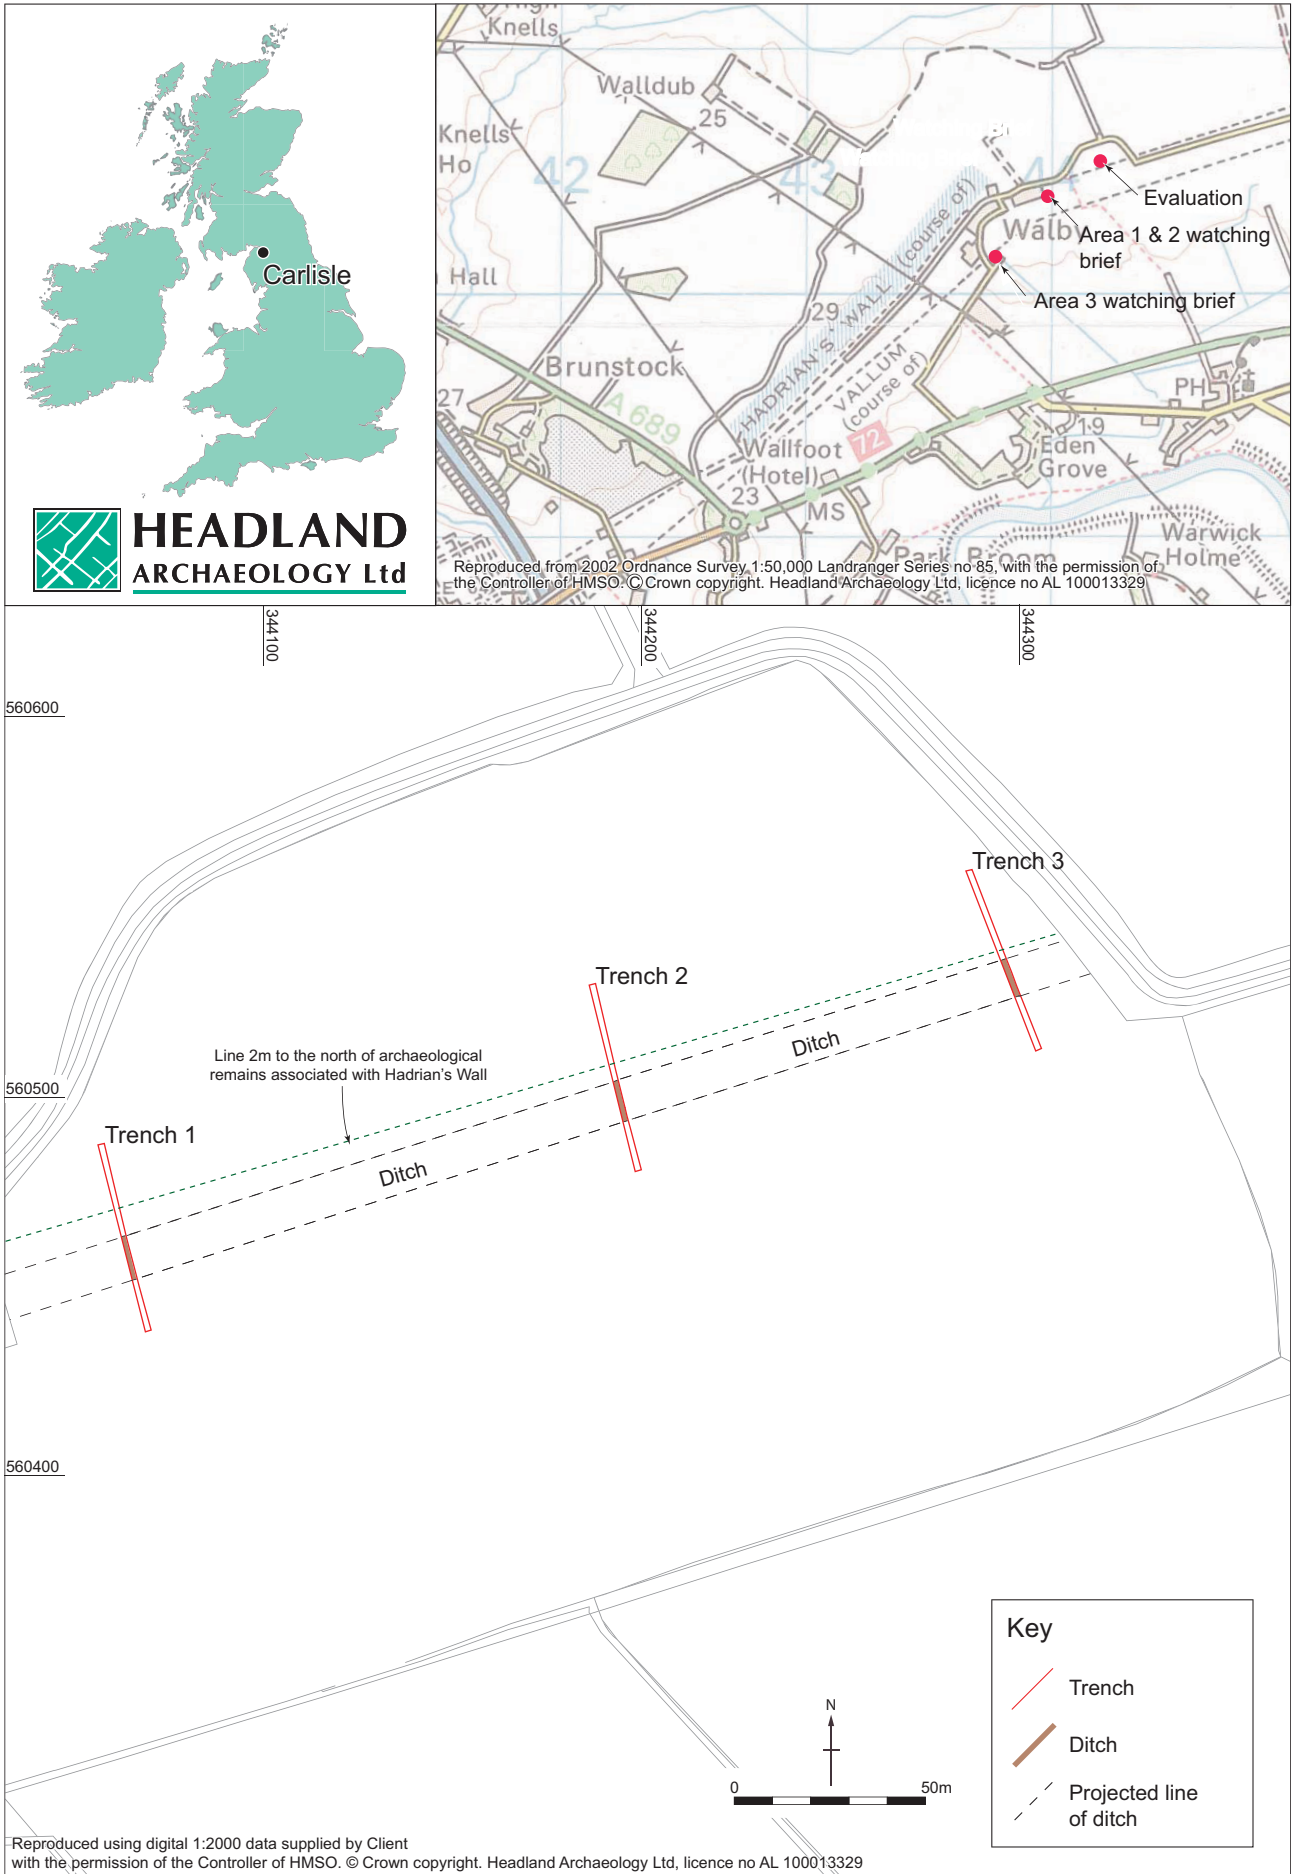 Carlisle
HEADLAND
ARCHAEOLOGY Ltd
Knells
Walldub
25
Knells
Ho
42
43
44
Evaluation
Walby
Area 1 & 2 watching
brief
Area 3 watching brief
Hall
29
HADRIAN'S WALL (course of)
VALLUM
(course of)
Brunstock
27
A 689
72
PH
19
Wallfoot
(Hotel)
23
MS
Eden
Grove
Warwick
Holme
Park Broom
Reproduced from 2002 Ordnance Survey 1:50,000 Landranger Series no 85, with the permission of
the Controller of HMSO. © Crown copyright. Headland Archaeology Ltd, licence no AL 100013329
344100
344200
344300
560600
Trench 3
Trench 2
Ditch
Line 2m to the north of archaeological
remains associated with Hadrian's Wall
560500
Trench 1
Ditch
560400
Key
Trench
Ditch
Projected line
of ditch
N
0 50m
Reproduced using digital 1:2000 data supplied by Client
with the permission of the Controller of HMSO. © Crown copyright. Headland Archaeology Ltd, licence no AL 100013329